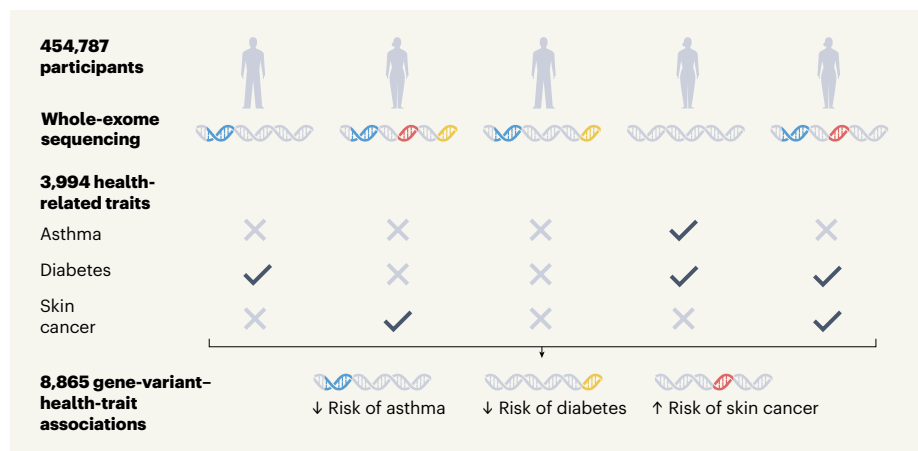 454,787
participants
Whole-exome
sequencing
3,994 health-
related traits
Asthma
Diabetes
Skin
cancer
8,865 gene-variant–
health-trait
associations
↓ Risk of asthma
↓ Risk of diabetes
↑ Risk of skin cancer